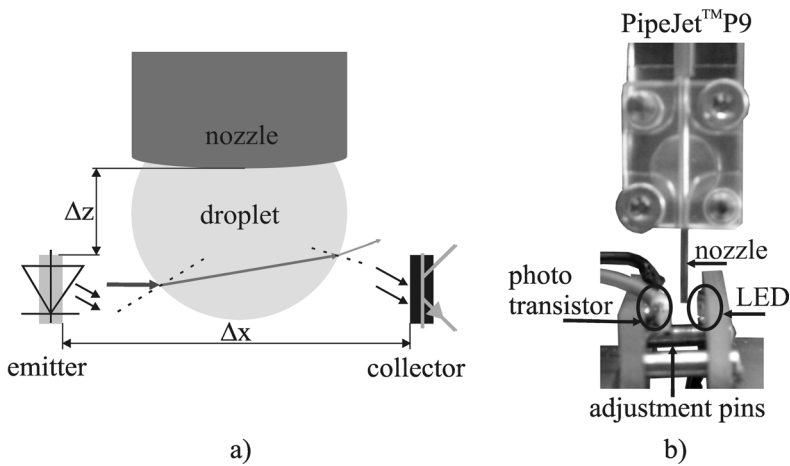 PipeJet™P9
nozzle
Δz
droplet
nozzle
photo
transistor
LED
Δx
emitter
collector
adjustment pins
a)
b)